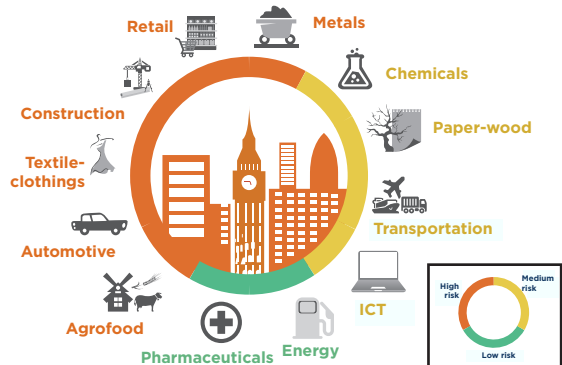 Retail
Metals
Chemicals
Construction
Paper-wood
Textile-
clothings
Transportation
Automotive
ICT
Agrofood
Pharmaceuticals
Energy
High
risk
Medium
risk
Low risk